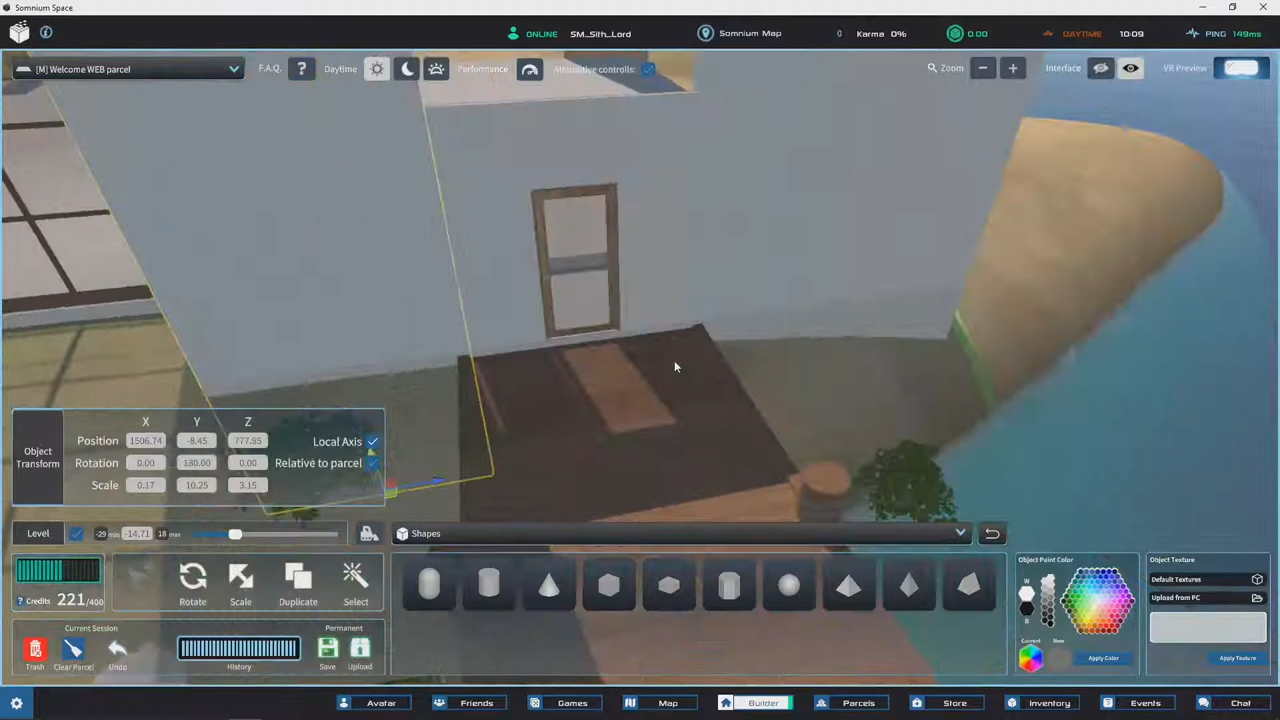 Somnium Space
ONLINE SM_Sith_Lord Somnium Map 0 Karma 0% 0.00 DAYTIME 10:09 PING 149ms
[M] Welcome WEB parcel F.A.Q. ? Daytime Performance Alternative controlls: Zoom Interface VR Preview
X Y Z
Object Transform
Position 1506.74 -8.45 777.95 Local Axis
Rotation 0.00 180.00 0.00 Relative to parcel
Scale 0.17 10.25 3.15
Level -29 min -14.71 18 max Shapes
Object Paint Color Object Texture
W
B
Default Textures
Upload from PC
? Credits 221/400 Rotate Scale Duplicate Select
Current Session Permanent
Current New
Trash Clear Parcel Undo History Save Upload Apply Color Apply Texture
Avatar Friends Games Map Builder Parcels Store Inventory Events Chat